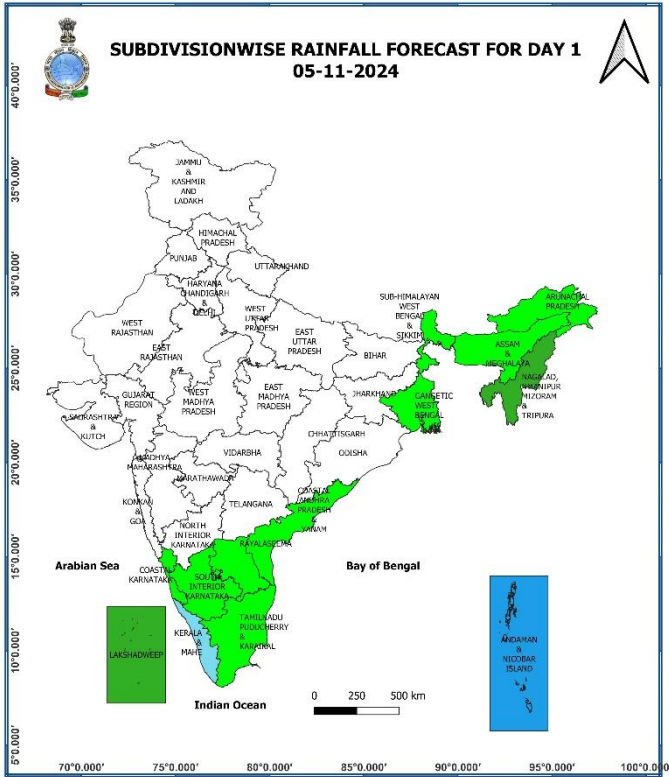 SUBDIVISIONWISE RAINFALL FORECAST FOR DAY 1
05-11-2024
40°0.000'
35°0.000'
30°0.000'
25°0.000'
20°0.000'
15°0.000'
10°0.000'
5°0.000'
JAMMU
&
KASHMIR
AND
LADAKH
HIMACHAL
PRADESH
PUNJAB
UTTARAKHAND
HARYANA
CHANDIGARH
&
DELHI
WEST
UTTAR
PRADESH
EAST
UTTAR
PRADESH
WEST
RAJASTHAN
EAST
RAJASTHAN
SUB-HIMALAYAN
WEST
BENGAL
&
SIKKIM
ARUNACHAL
PRADESH
ASSAM
&
MEGHALAYA
NAGALAD,
MANIPUR
MIZORAM
&
TRIPURA
BIHAR
JHARKHAND
GANGETIC
WEST
BENGAL
GUJARAT
REGION
SAURASHTRA
&
KUTCH
WEST
MADHYA
PRADESH
EAST
MADHYA
PRADESH
CHHATTISGARH
ODISHA
VIDARBHA
MADHYA
MAHARASHTRA
MARATHAWADA
KONKAN
&
GOA
TELANGANA
COASTAL
ANDHRA
PRADESH
&
YANAM
NORTH
INTERIOR
KARNATAKA
RAYALASEEMA
COASTAL
KARNATAKA
SOUTH
INTERIOR
KARNATAKA
TAMILNADU
PUDUCHERRY
&
KARAIKAL
KERALA
&
MAHE
LAKSHADWEEP
ANDAMAN
&
NICOBAR
ISLAND
Arabian Sea
Bay of Bengal
Indian Ocean
0 250 500 km
70°0.000' 75°0.000' 80°0.000' 85°0.000' 90°0.000' 95°0.000' 100°0.000'